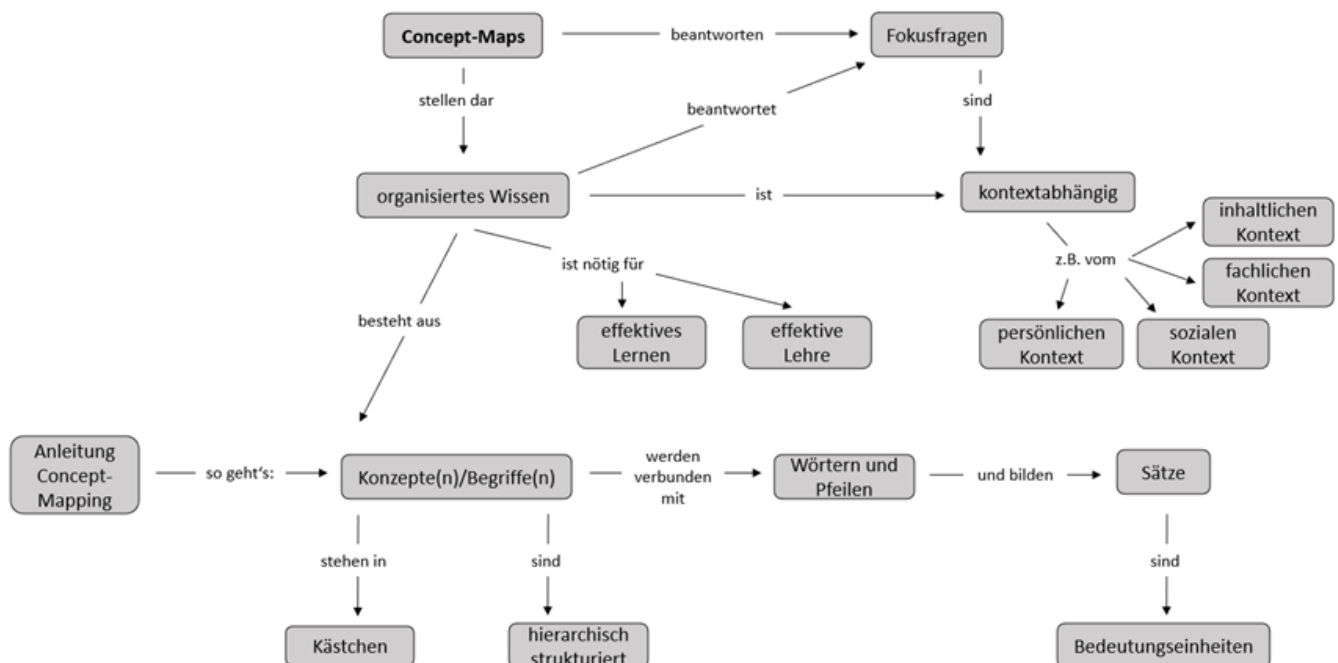 Concept-Maps
beantworten
Fokusfragen
stellen dar
beantwortet
sind
organisiertes Wissen
ist
kontextabhängig
inhaltlichen
Kontext
ist nötig für
z.B. vom
fachlichen
Kontext
besteht aus
effektives
Lernen
effektive
Lehre
persönlichen
Kontext
sozialen
Kontext
Anleitung
Concept-
Mapping
so geht's:
Konzepte(n)/Begriffe(n)
werden
verbunden
mit
Wörtern und
Pfeilen
und bilden
Sätze
stehen in
sind
sind
Kästchen
hierarchisch
strukturiert
Bedeutungseinheiten